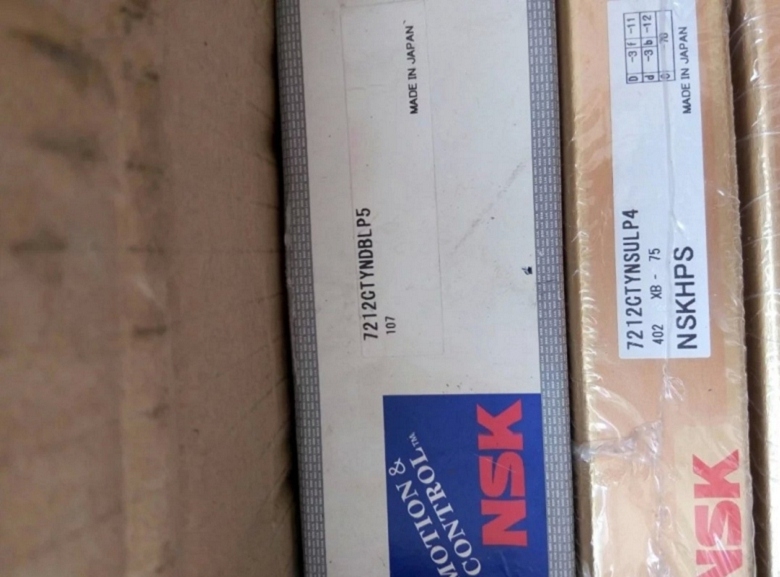 7212CTYNDBLP5
107
MADE IN JAPAN
MOTION &
CONTROL™
NSK
7212CTYNSULP4
402 XB - 75
NSKHPS
D -3 f -11
d -3 b -12
C -70
MADE IN JAPAN
NSK